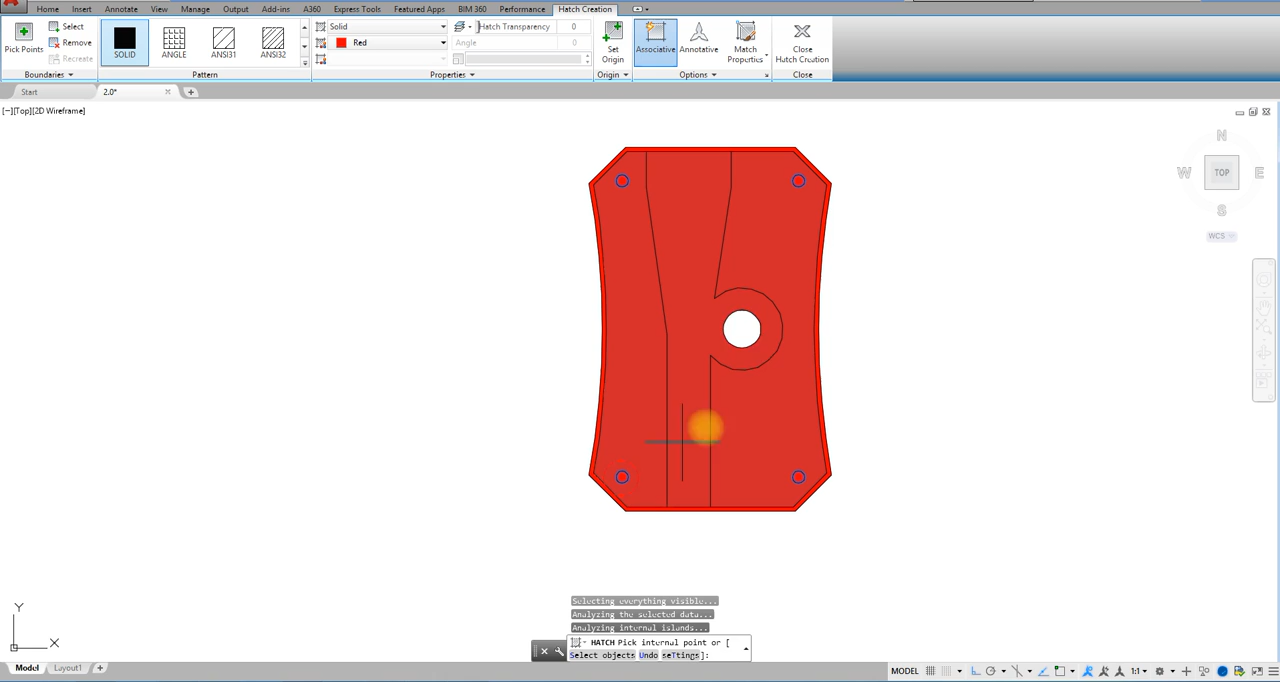 Home Insert Annotate View Manage Output Add-ins A360 Express Tools Featured Apps BIM 360 Performance Hatch Creation
Pick Points
Select
Remove
Recreate
SOLID ANGLE ANSI31 ANSI32
Solid
Red
Hatch Transparency 0
Angle 0
Set Origin
Associative Annotative
Match Properties
Close Hatch Creation
Boundaries Pattern Properties Origin Options Close
Start 2.0*
[−][Top][2D Wireframe]
N
W TOP E
S
WCS
Y
X
Selecting everything visible...
Analyzing the selected data...
Analyzing internal islands...
HATCH Pick internal point or [
Select objects Undo seTtings]:
Model Layout1
MODEL 1:1